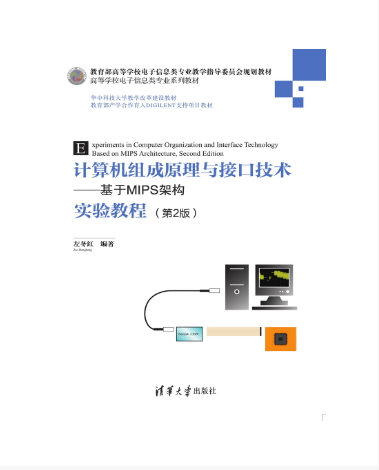 教育部高等学校电子信息类专业教学指导委员会规划教材
高等学校电子信息类专业系列教材
华中科技大学教学改革建设教材
教育部产学合作育人DIGILENT支持项目教材
Experiments in Computer Organization and Interface Technology
Based on MIPS Architecture, Second Edition
计算机组成原理与接口技术
——基于MIPS架构
实验教程（第2版）
左冬红 编著
Zuo Donghong
清华大学出版社